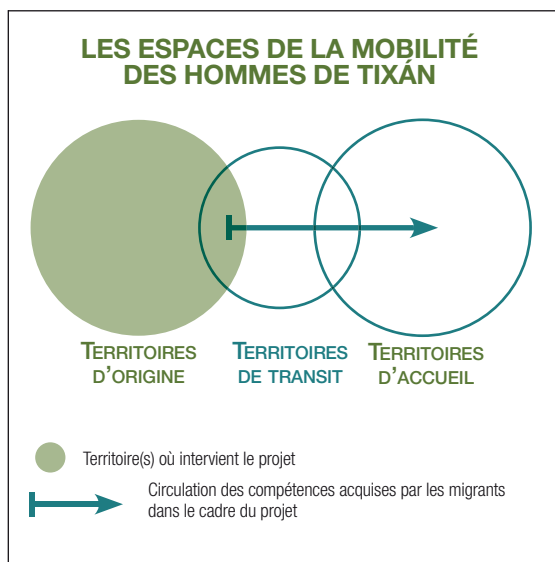 LES ESPACES DE LA MOBILITÉ
DES HOMMES DE TIXÁN
TERRITOIRES
D'ORIGINE
TERRITOIRES
DE TRANSIT
TERRITOIRES
D'ACCUEIL
Territoire(s) où intervient le projet
Circulation des compétences acquises par les migrants
dans le cadre du projet